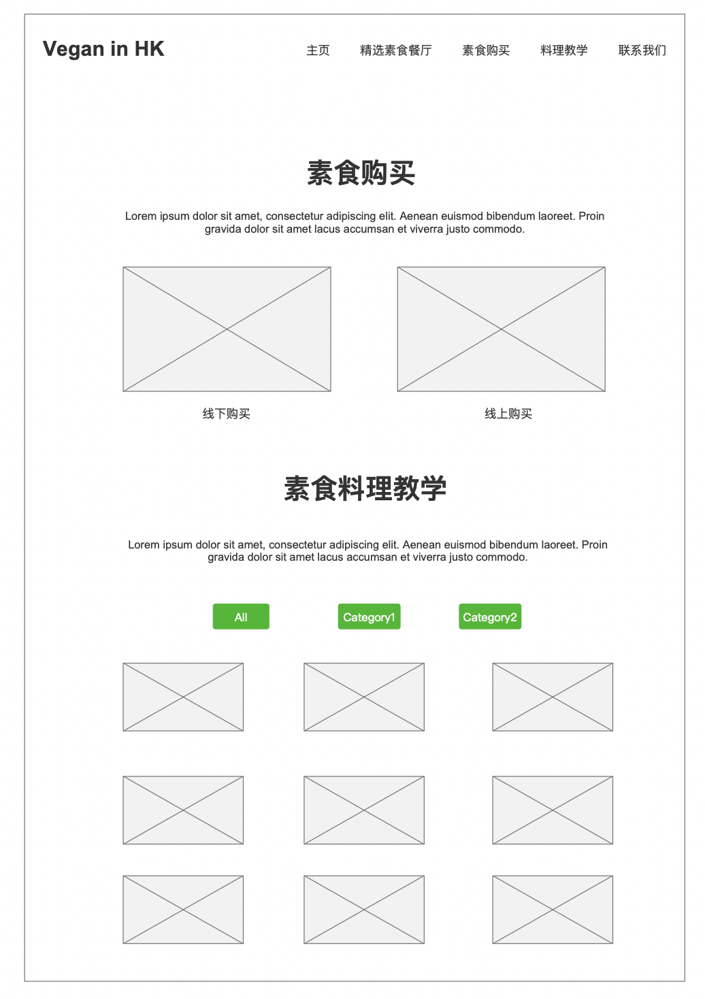 Vegan in HK
主页 精选素食餐厅 素食购买 料理教学 联系我们
素食购买
Lorem ipsum dolor sit amet, consectetur adipiscing elit. Aenean euismod bibendum laoreet. Proin
gravida dolor sit amet lacus accumsan et viverra justo commodo.
线下购买 线上购买
素食料理教学
Lorem ipsum dolor sit amet, consectetur adipiscing elit. Aenean euismod bibendum laoreet. Proin
gravida dolor sit amet lacus accumsan et viverra justo commodo.
All Category1 Category2